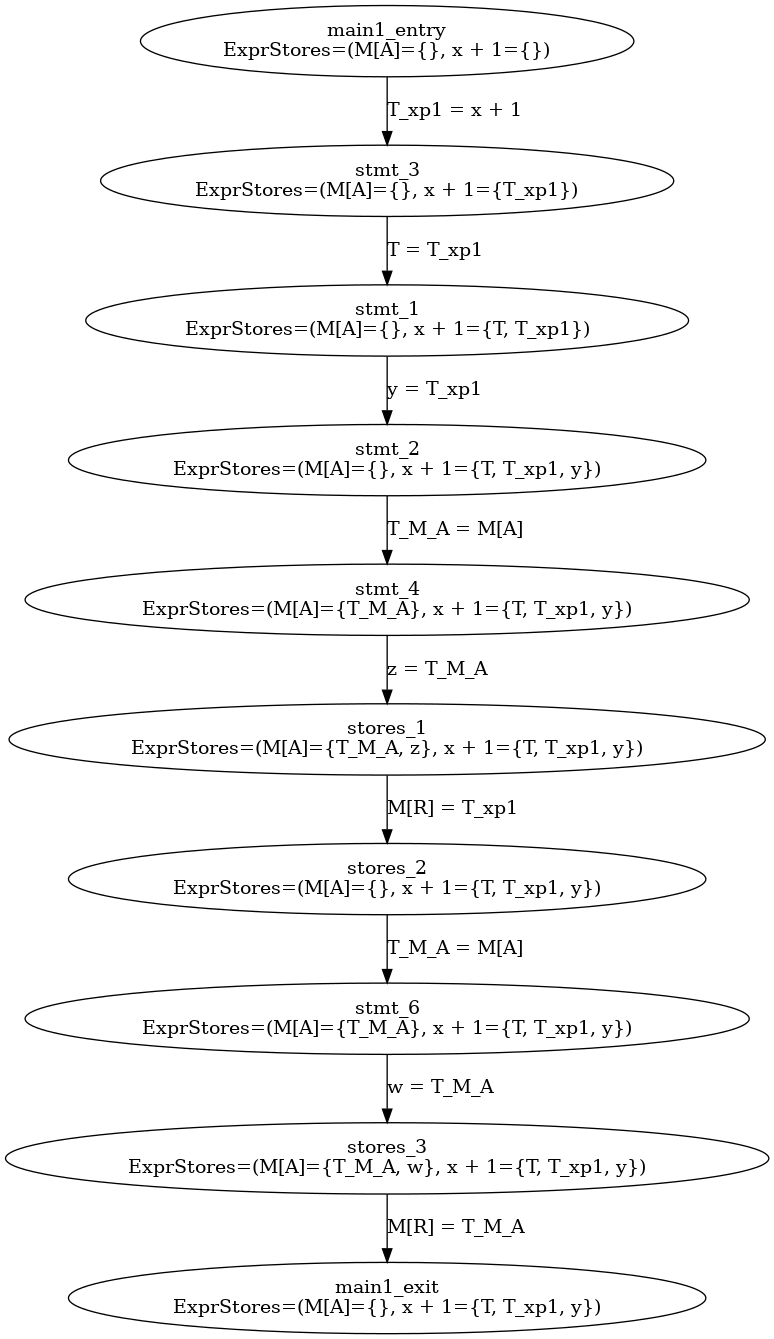 main1_entry
ExprStores=(M[A]={}, x + 1={})
T_xp1 = x + 1
stmt_3
ExprStores=(M[A]={}, x + 1={T_xp1})
T = T_xp1
stmt_1
ExprStores=(M[A]={}, x + 1={T, T_xp1})
y = T_xp1
stmt_2
ExprStores=(M[A]={}, x + 1={T, T_xp1, y})
T_M_A = M[A]
stmt_4
ExprStores=(M[A]={T_M_A}, x + 1={T, T_xp1, y})
z = T_M_A
stores_1
ExprStores=(M[A]={T_M_A, z}, x + 1={T, T_xp1, y})
M[R] = T_xp1
stores_2
ExprStores=(M[A]={}, x + 1={T, T_xp1, y})
T_M_A = M[A]
stmt_6
ExprStores=(M[A]={T_M_A}, x + 1={T, T_xp1, y})
w = T_M_A
stores_3
ExprStores=(M[A]={T_M_A, w}, x + 1={T, T_xp1, y})
M[R] = T_M_A
main1_exit
ExprStores=(M[A]={}, x + 1={T, T_xp1, y})